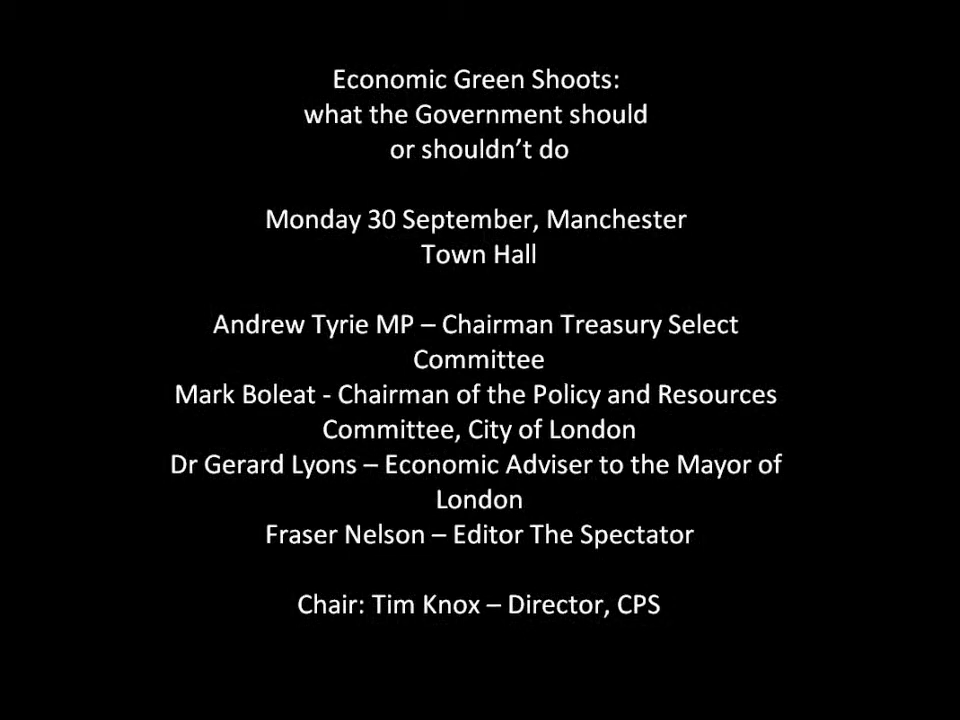 Economic Green Shoots:
what the Government should
or shouldn’t do
Monday 30 September, Manchester
Town Hall
Andrew Tyrie MP – Chairman Treasury Select
Committee
Mark Boleat - Chairman of the Policy and Resources
Committee, City of London
Dr Gerard Lyons – Economic Adviser to the Mayor of
London
Fraser Nelson – Editor The Spectator
Chair: Tim Knox – Director, CPS